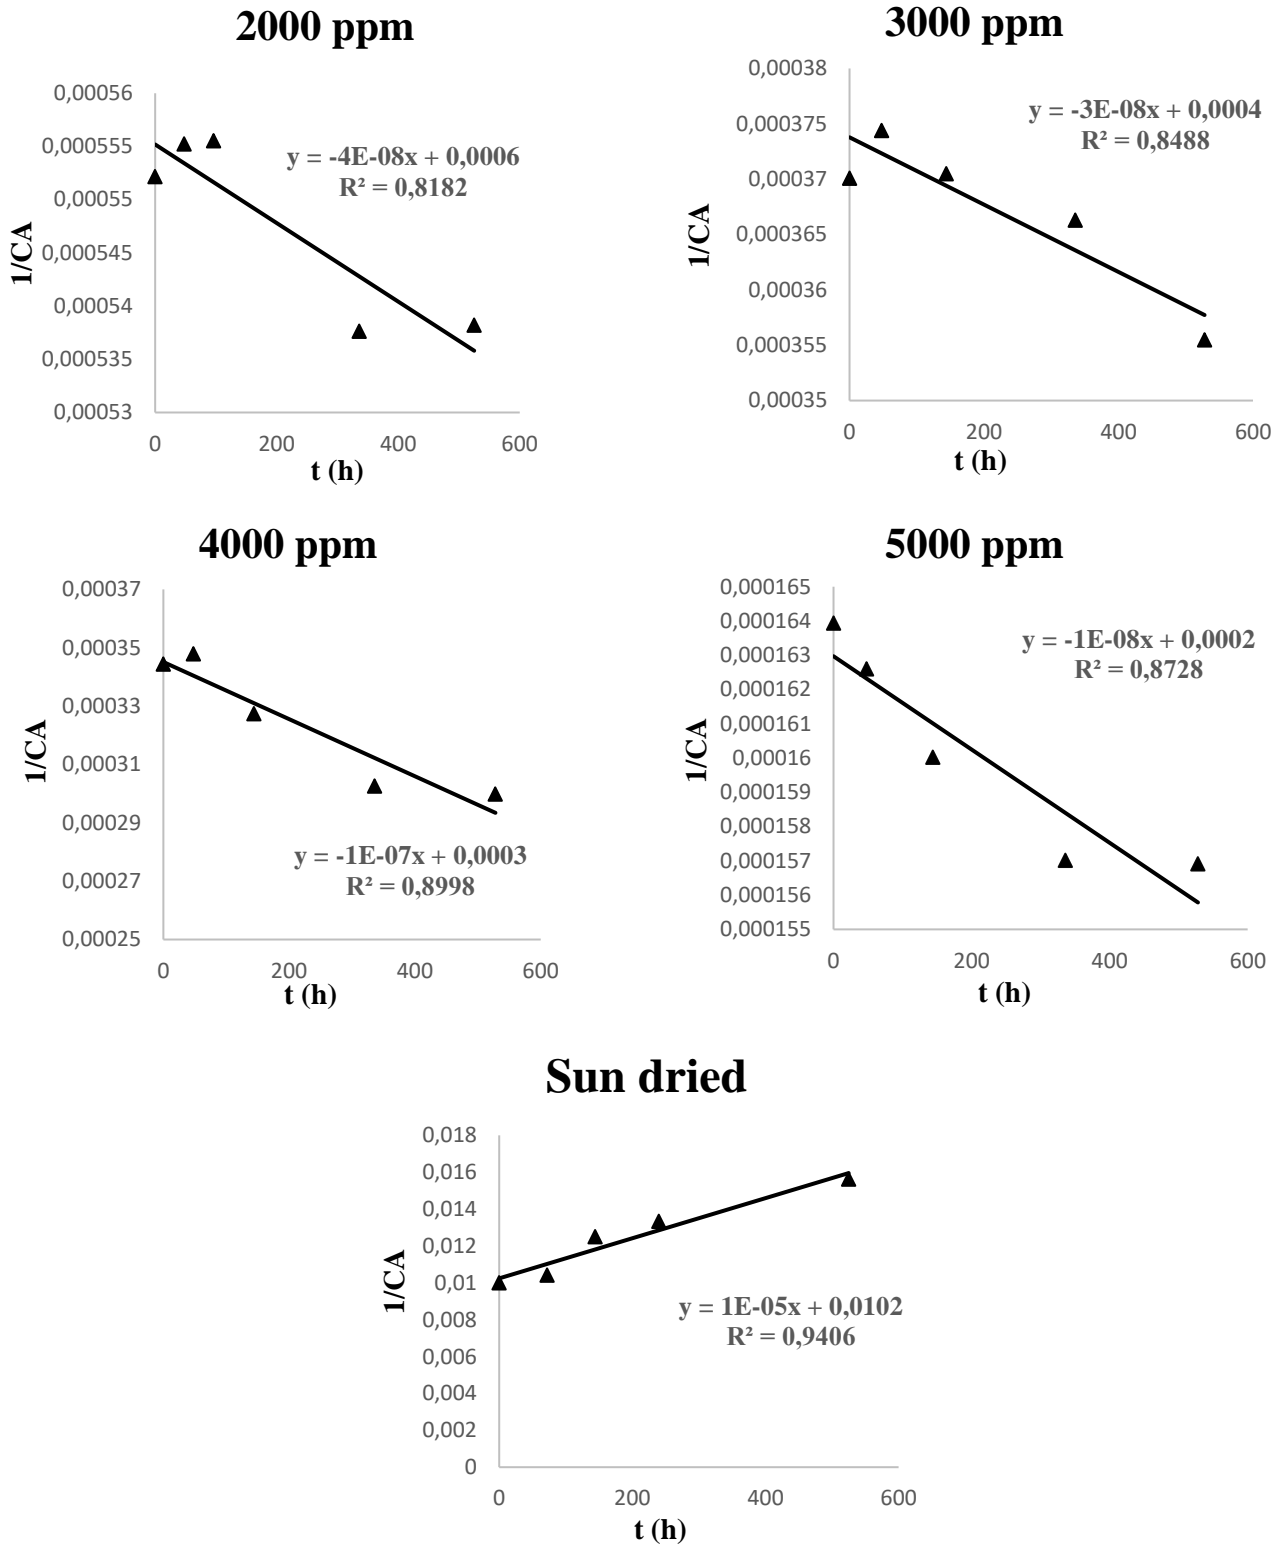 2000 ppm
0,00056
0,000555
0,00055
0,000545
0,00054
0,000535
0,00053
1/CA
y = -4E-08x + 0,0006
R² = 0,8182
0 200 400 600
t (h)
3000 ppm
0,00038
0,000375
0,00037
0,000365
0,00036
0,000355
0,00035
1/CA
y = -3E-08x + 0,0004
R² = 0,8488
0 200 400 600
t (h)
4000 ppm
0,00037
0,00035
0,00033
0,00031
0,00029
0,00027
0,00025
1/CA
y = -1E-07x + 0,0003
R² = 0,8998
0 200 400 600
t (h)
5000 ppm
0,000165
0,000164
0,000163
0,000162
0,000161
0,00016
0,000159
0,000158
0,000157
0,000156
0,000155
1/CA
y = -1E-08x + 0,0002
R² = 0,8728
0 200 400 600
t (h)
Sun dried
0,018
0,016
0,014
0,012
0,01
0,008
0,006
0,004
0,002
0
1/CA
y = 1E-05x + 0,0102
R² = 0,9406
0 200 400 600
t (h)